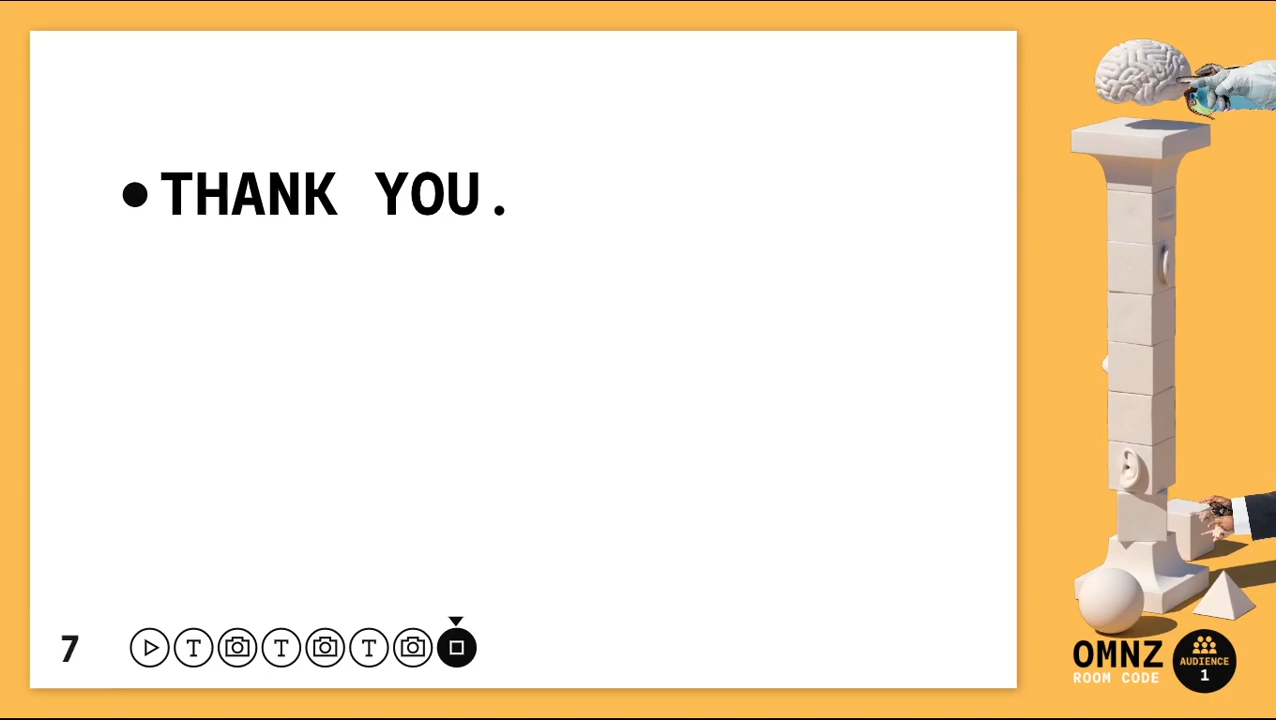 ● THANK YOU.
7
T
T
T
OMNZ
ROOM CODE
AUDIENCE
1